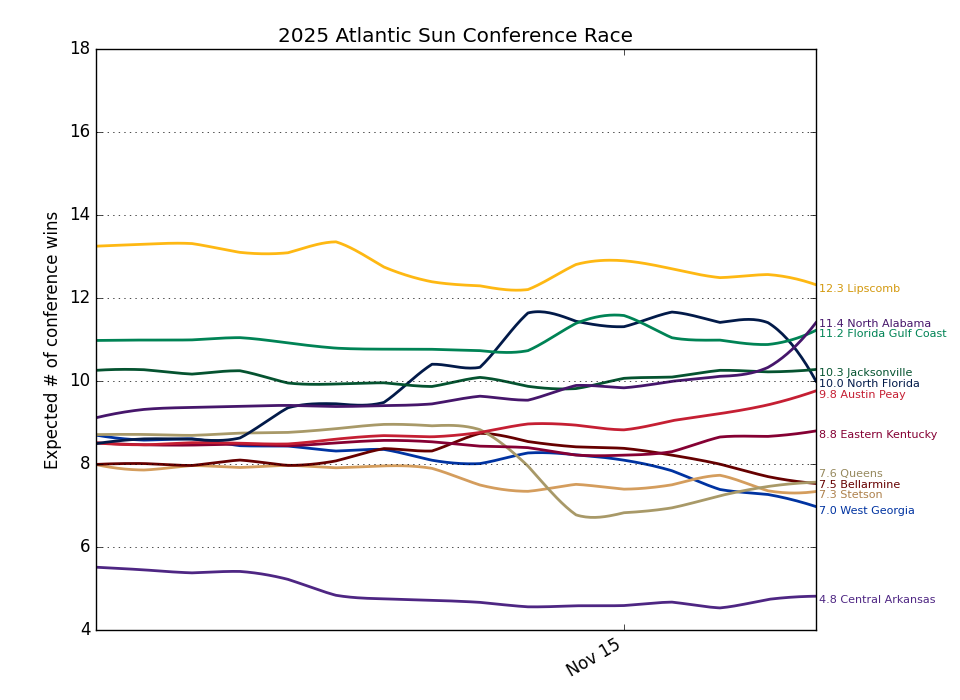 2025 Atlantic Sun Conference Race
Expected # of conference wins
18
16
14
12
10
8
6
4
Nov 15
12.3 Lipscomb
11.4 North Alabama
11.2 Florida Gulf Coast
10.3 Jacksonville
10.0 North Florida
9.8 Austin Peay
8.8 Eastern Kentucky
7.6 Queens
7.5 Bellarmine
7.3 Stetson
7.0 West Georgia
4.8 Central Arkansas